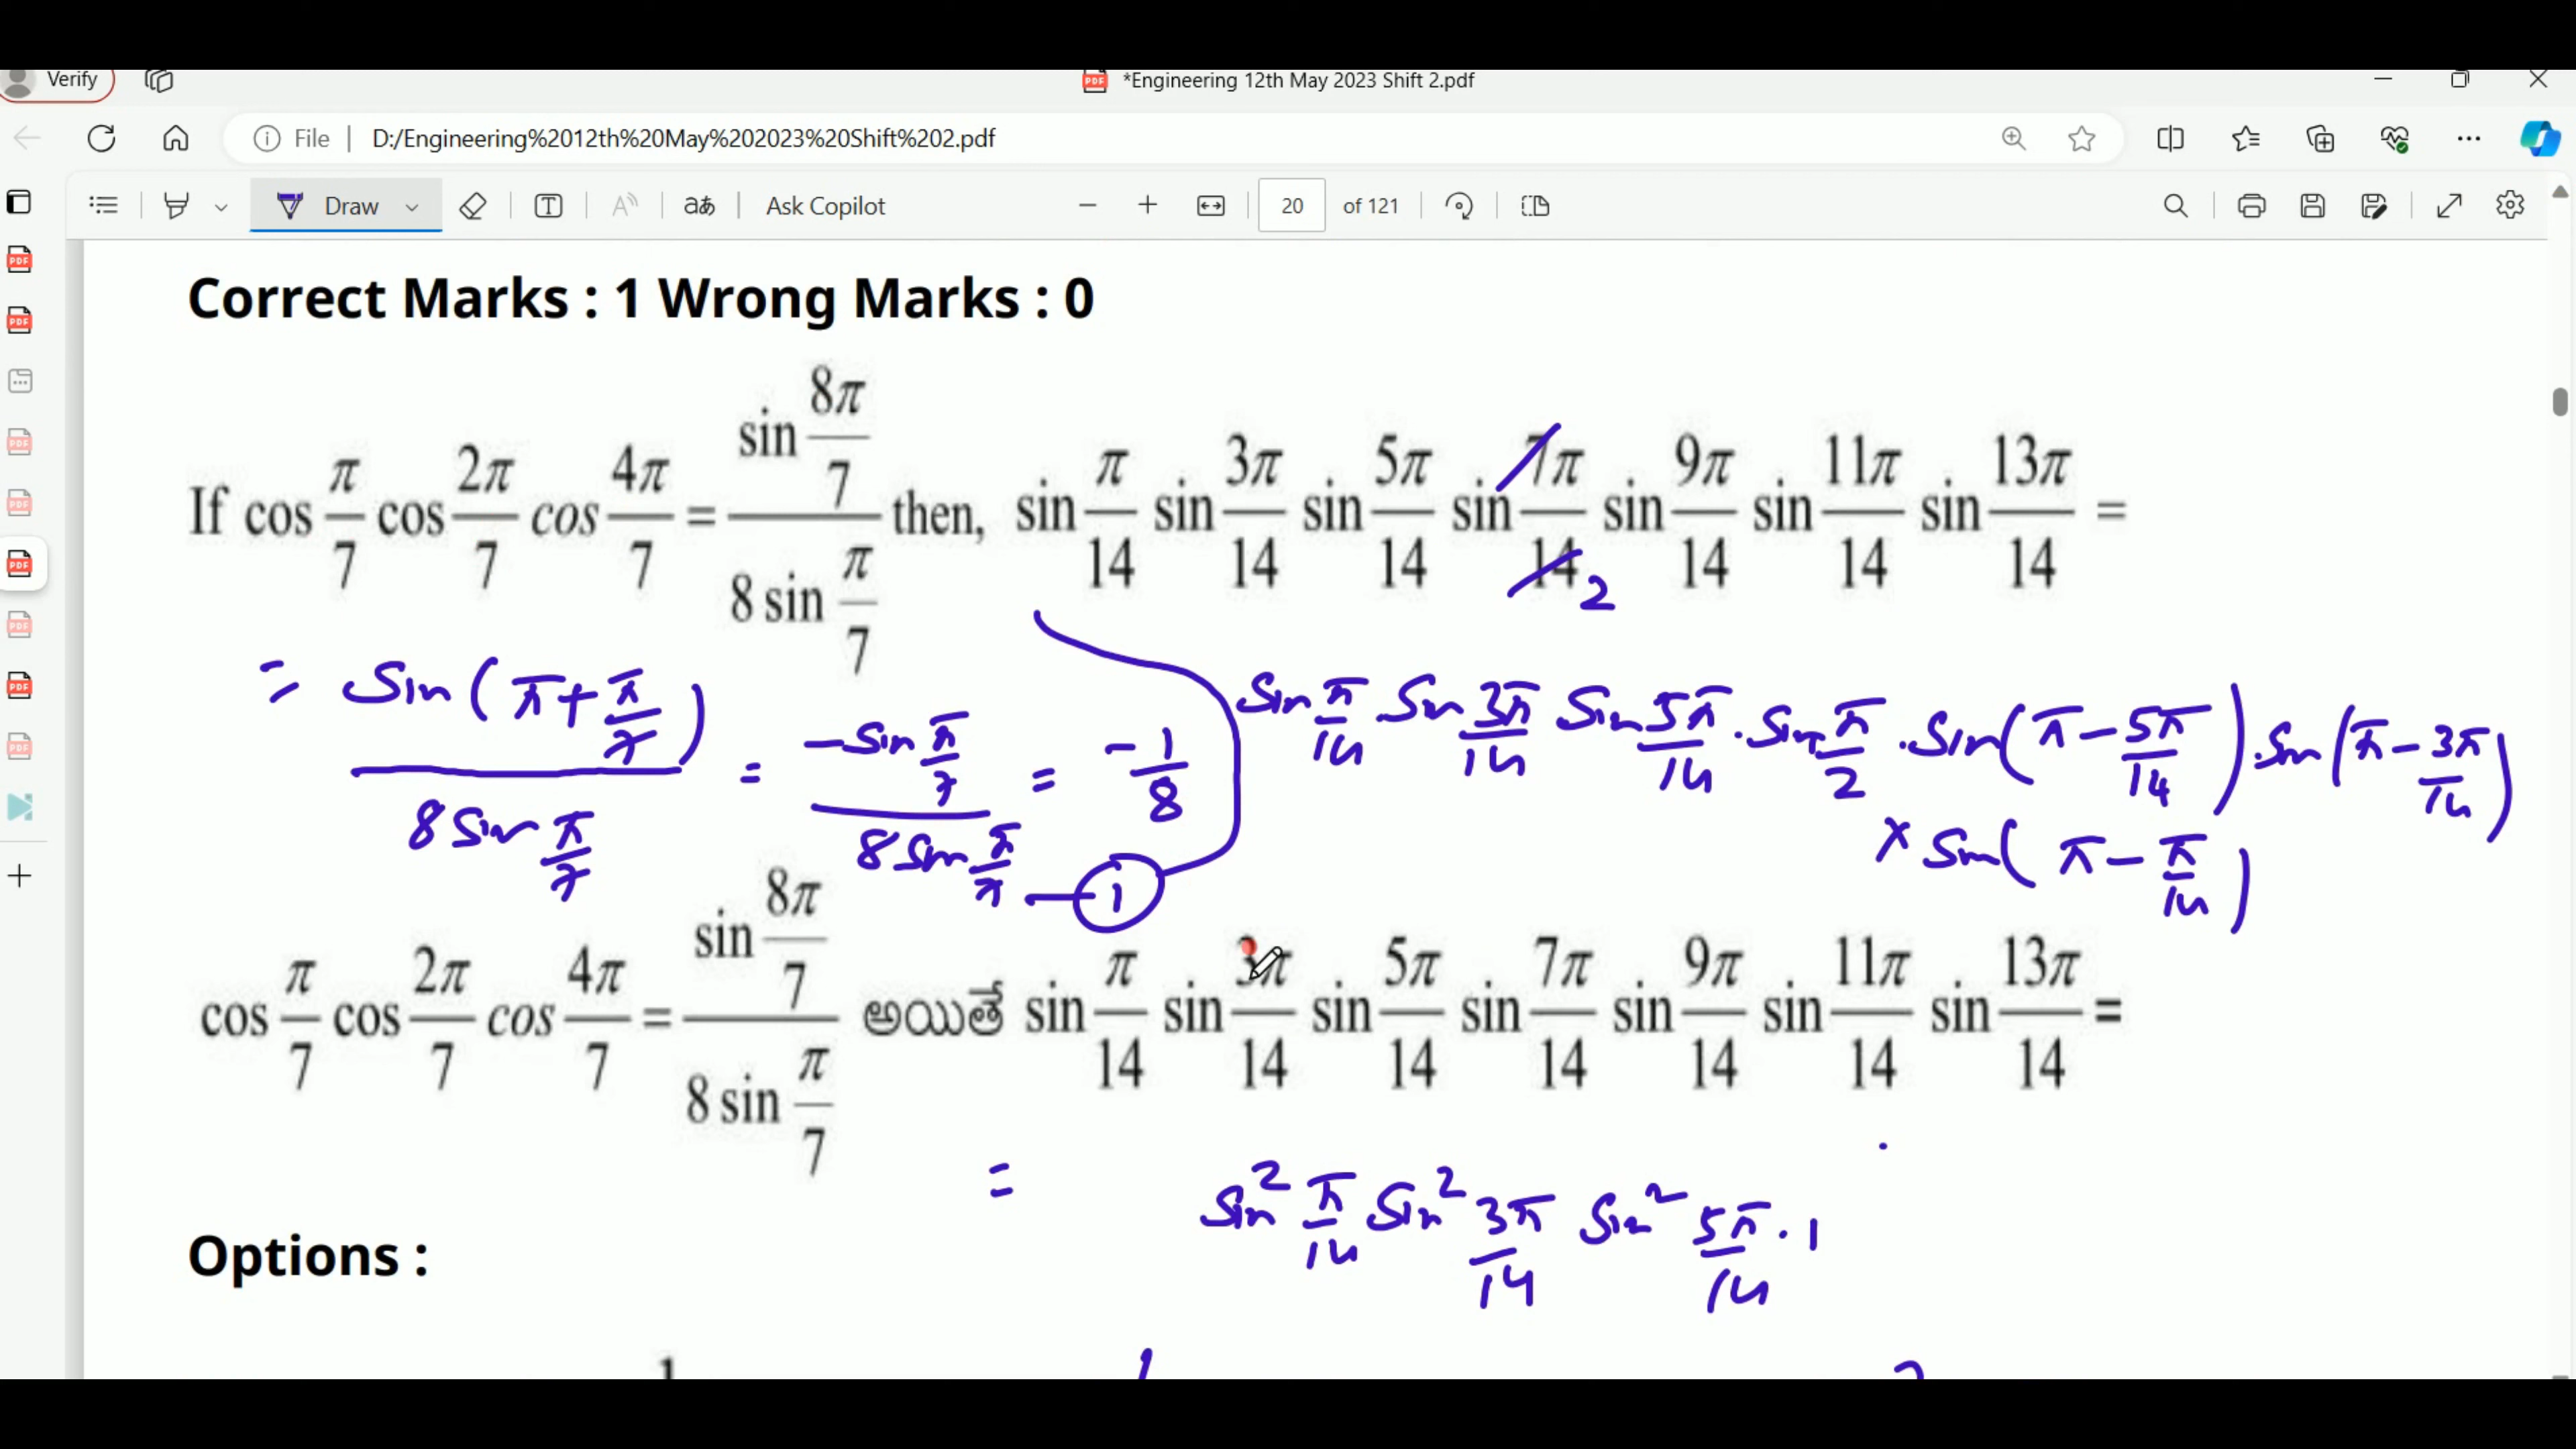 Verify
*Engineering 12th May 2023 Shift 2.pdf
File | D:/Engineering%2012th%20May%202023%20Shift%202.pdf
Draw aあ Ask Copilot 20 of 121
Correct Marks : 1 Wrong Marks : 0
If cos π/7 cos 2π/7 cos 4π/7 = sin 8π/7 / 8 sin π/7 then, sin π/14 sin 3π/14 sin 5π/14 sin 7π/14 sin 9π/14 sin 11π/14 sin 13π/14 =
2
= Sin(π+π/7) / 8 Sin π/7 = -Sin π/7 / 8 Sin π/7 = -1/8
1
Sin π/14 . Sin 3π/14 Sin 5π/14 . Sin π/2 . Sin(π - 5π/14) . Sin(π - 3π/14)
x Sin(π - π/14)
cos π/7 cos 2π/7 cos 4π/7 = sin 8π/7 / 8 sin π/7 అయితే sin π/14 sin 3π/14 sin 5π/14 sin 7π/14 sin 9π/14 sin 11π/14 sin 13π/14 =
= Sin² π/14 Sin² 3π/14 Sin² 5π/14 . 1
Options :